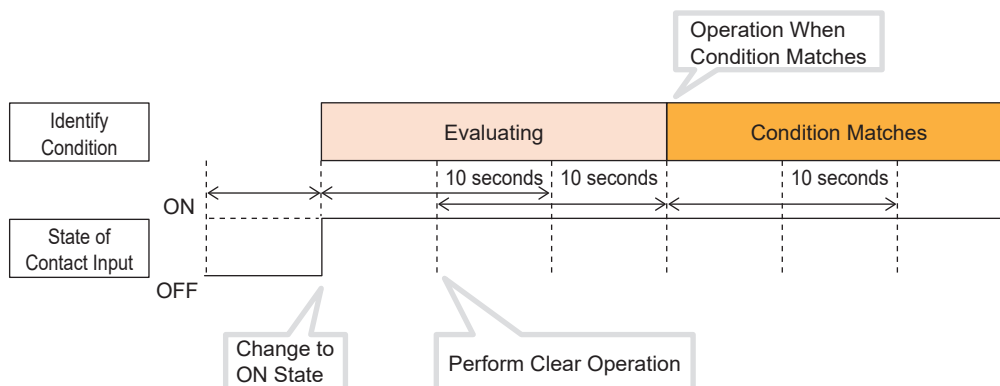 Operation When
Condition Matches
Identify
Condition
Evaluating
Condition Matches
10 seconds
10 seconds
10 seconds
ON
State of
Contact Input
OFF
Change to
ON State
Perform Clear Operation